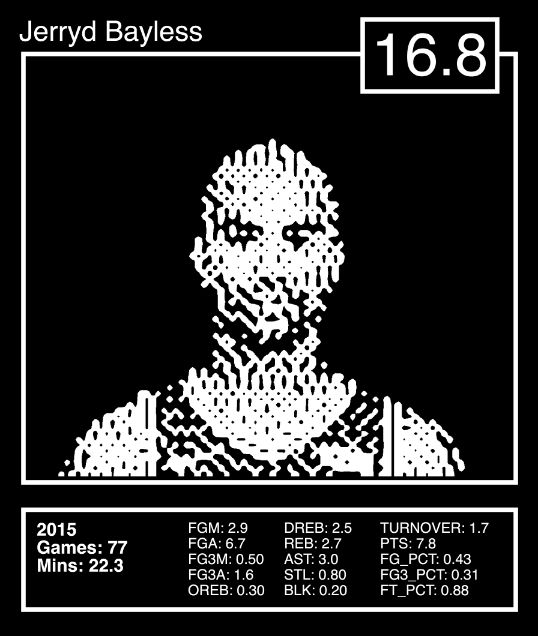 Jerryd Bayless
16.8
2015
Games: 77
Mins: 22.3
FGM: 2.9
FGA: 6.7
FG3M: 0.50
FG3A: 1.6
OREB: 0.30
DREB: 2.5
REB: 2.7
AST: 3.0
STL: 0.80
BLK: 0.20
TURNOVER: 1.7
PTS: 7.8
FG_PCT: 0.43
FG3_PCT: 0.31
FT_PCT: 0.88